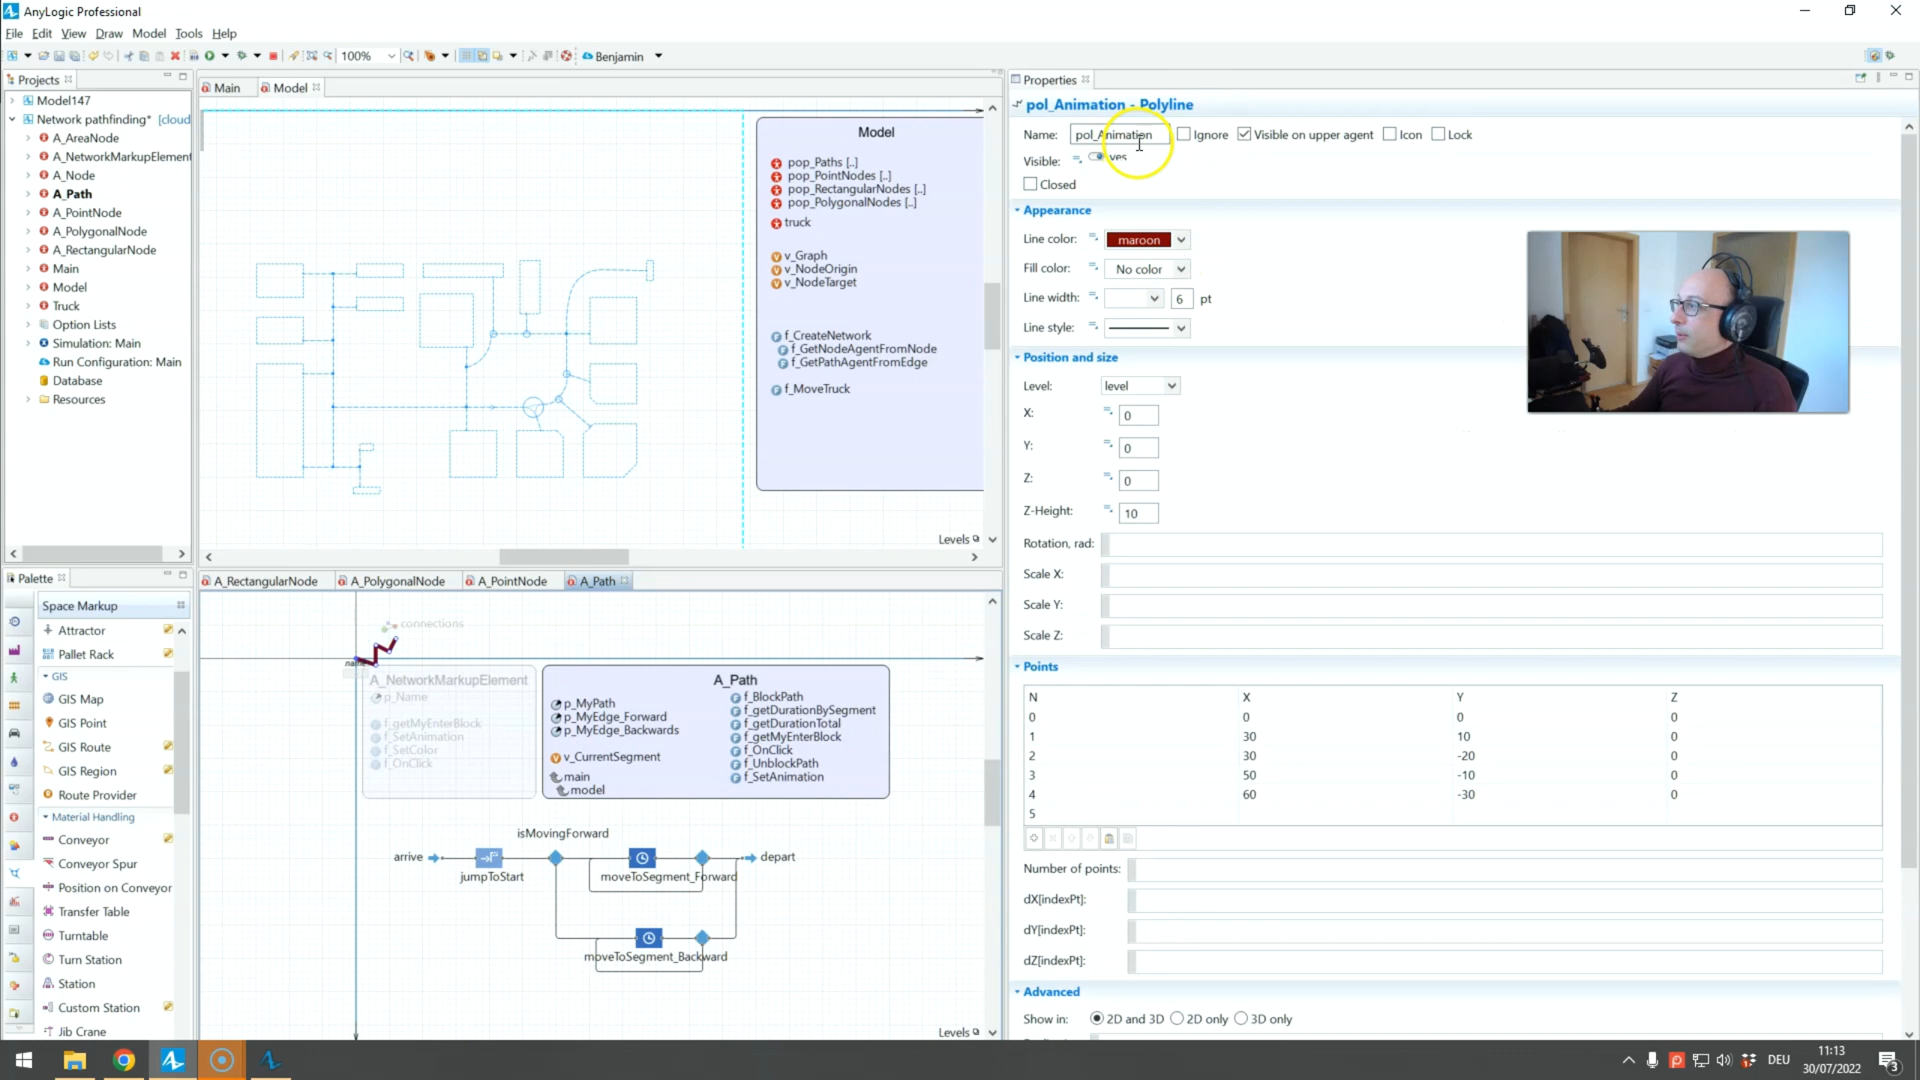 AnyLogic Professional
File Edit View Draw Model Tools Help
100% Benjamin
Projects
Model147
Network pathfinding* [cloud
A_AreaNode
A_NetworkMarkupElement
A_Node
A_Path
A_PointNode
A_PolygonalNode
A_RectangularNode
Main
Model
Truck
Option Lists
Simulation: Main
Run Configuration: Main
Database
Resources
Main Model
Model
pop_Paths [..]
pop_PointNodes [..]
pop_RectangularNodes [..]
pop_PolygonalNodes [..]
truck
v_Graph
v_NodeOrigin
v_NodeTarget
f_CreateNetwork
f_GetNodeAgentFromNode
f_GetPathAgentFromEdge
f_MoveTruck
Levels
Palette
Space Markup
Attractor
Pallet Rack
GIS
GIS Map
GIS Point
GIS Route
GIS Region
Route Provider
Material Handling
Conveyor
Conveyor Spur
Position on Conveyor
Transfer Table
Turntable
Turn Station
Station
Custom Station
Jib Crane
A_RectangularNode A_PolygonalNode A_PointNode A_Path
connections
A_NetworkMarkupElement
p_Name
f_getMyEnterBlock
f_SetAnimation
f_SetColor
f_OnClick
A_Path
p_MyPath
p_MyEdge_Forward
p_MyEdge_Backwards
v_CurrentSegment
main
model
f_BlockPath
f_getDurationBySegment
f_getDurationTotal
f_getMyEnterBlock
f_OnClick
f_UnblockPath
f_SetAnimation
isMovingForward
arrive depart
jumpToStart moveToSegment_Forward
moveToSegment_Backward
Levels
Properties
pol_Animation - Polyline
Name: pol_Animation Ignore Visible on upper agent Icon Lock
Visible: yes
Closed
Appearance
Line color: maroon
Fill color: No color
Line width: 6 pt
Line style:
Position and size
Level: level
X: 0
Y: 0
Z: 0
Z-Height: 10
Rotation, rad:
Scale X:
Scale Y:
Scale Z:
Points
N X Y Z
0 0 0 0
1 30 10 0
2 30 -20 0
3 50 -10 0
4 60 -30 0
5
Number of points:
dX[indexPt]:
dY[indexPt]:
dZ[indexPt]:
Advanced
Show in: 2D and 3D 2D only 3D only
DEU
11:13
30/07/2022
3